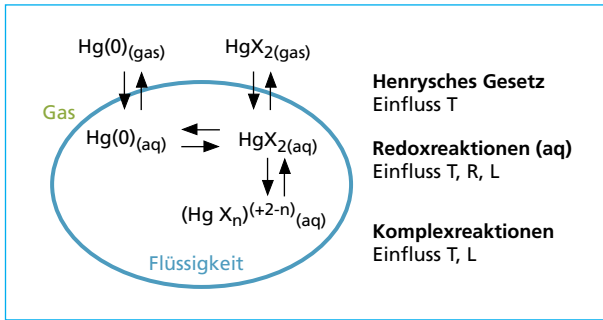 Hg(0)(gas) HgX2(gas)
Henrysches Gesetz
Einfluss T
Gas
Hg(0)(aq) HgX2(aq)
Redoxreaktionen (aq)
Einfluss T, R, L
(Hg Xn)(+2-n)(aq)
Komplexreaktionen
Einfluss T, L
Flüssigkeit